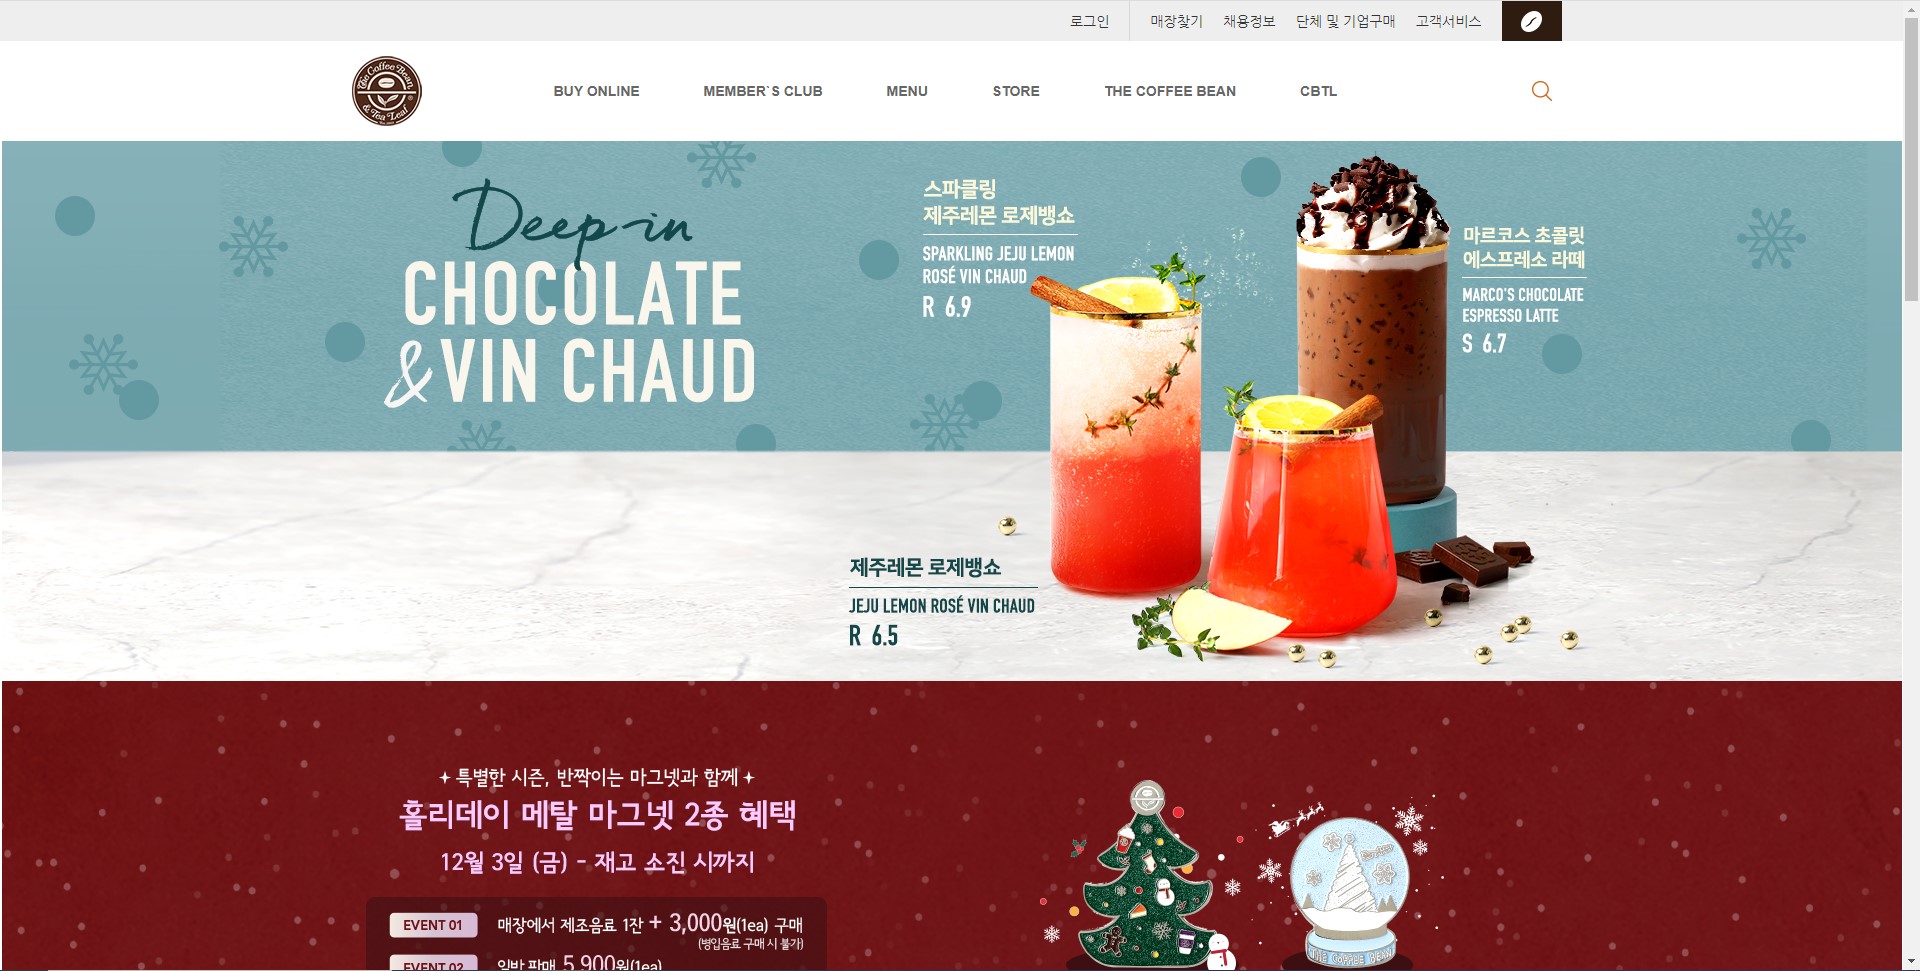 로그인
매장찾기
채용정보
단체 및 기업구매
고객서비스
The Coffee Bean
& Tea Leaf
BUY ONLINE
MEMBER`S CLUB
MENU
STORE
THE COFFEE BEAN
CBTL
Deep-in
CHOCOLATE
& VIN CHAUD
스파클링
제주레몬 로제뱅쇼
SPARKLING JEJU LEMON
ROSÉ VIN CHAUD
R 6.9
마르코스 초콜릿
에스프레소 라떼
MARCO'S CHOCOLATE
ESPRESSO LATTE
S 6.7
제주레몬 로제뱅쇼
JEJU LEMON ROSÉ VIN CHAUD
R 6.5
특별한 시즌, 반짝이는 마그넷과 함께
홀리데이 메탈 마그넷 2종 혜택
12월 3일 (금) - 재고 소진 시까지
EVENT 01
매장에서 제조음료 1잔 + 3,000원(1ea) 구매
(병입음료 구매 시 불가)
EVENT 02
일반 판매 5,900원(1ea)
THE COFFEE BEAN